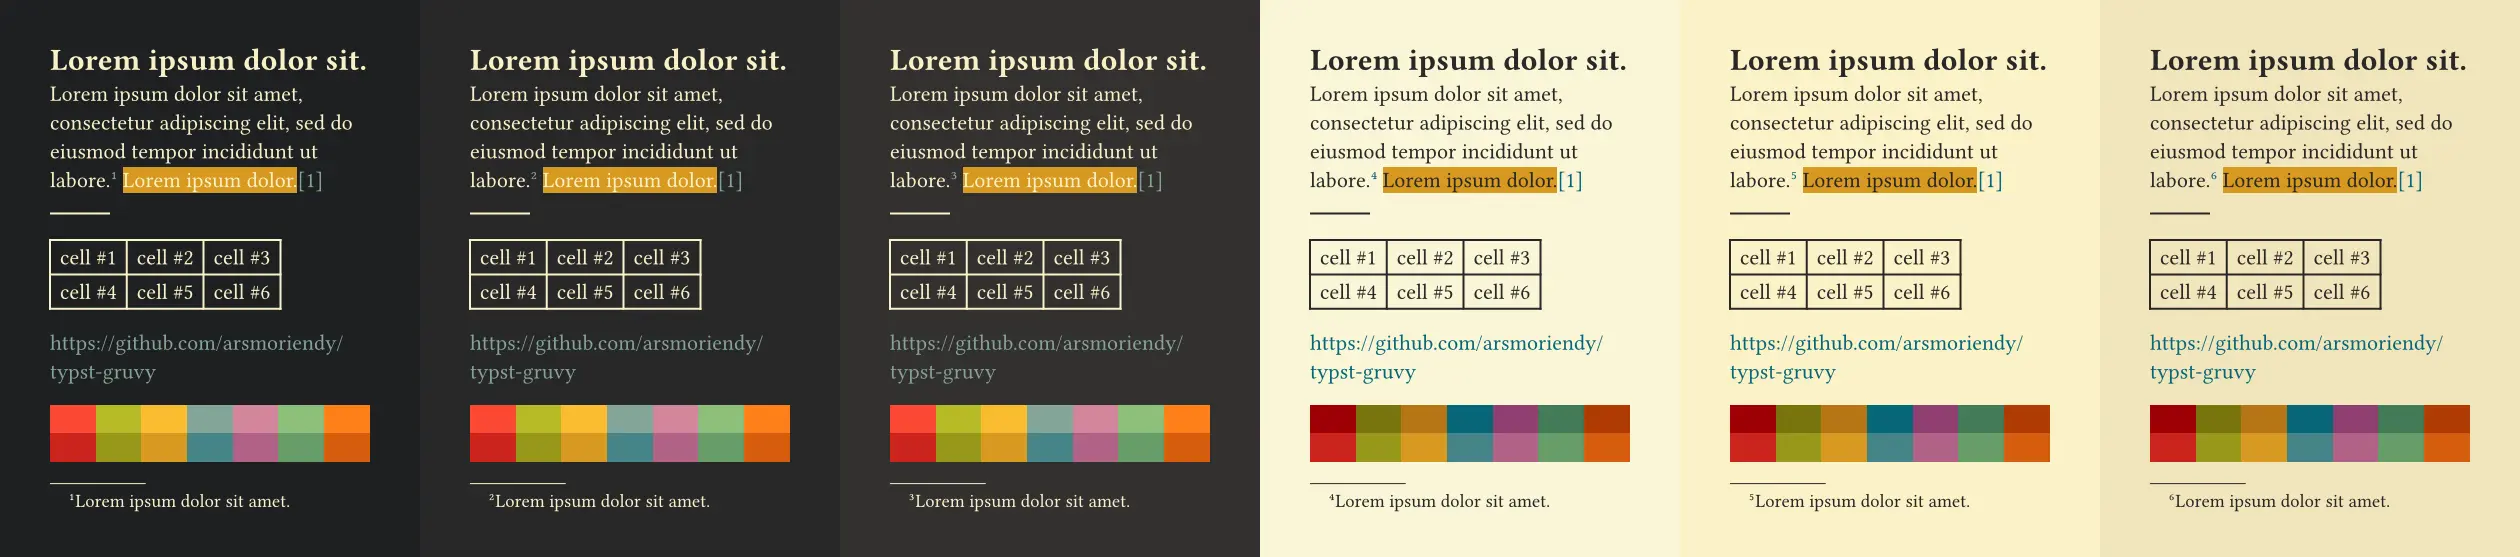 Lorem ipsum dolor sit.
Lorem ipsum dolor sit amet,
consectetur adipiscing elit, sed do
eiusmod tempor incididunt ut
labore.¹ Lorem ipsum dolor.[1]
cell #1 cell #2 cell #3
cell #4 cell #5 cell #6
https://github.com/arsmoriendy/
typst-gruvy
¹Lorem ipsum dolor sit amet.
Lorem ipsum dolor sit.
Lorem ipsum dolor sit amet,
consectetur adipiscing elit, sed do
eiusmod tempor incididunt ut
labore.² Lorem ipsum dolor.[1]
cell #1 cell #2 cell #3
cell #4 cell #5 cell #6
https://github.com/arsmoriendy/
typst-gruvy
²Lorem ipsum dolor sit amet.
Lorem ipsum dolor sit.
Lorem ipsum dolor sit amet,
consectetur adipiscing elit, sed do
eiusmod tempor incididunt ut
labore.³ Lorem ipsum dolor.[1]
cell #1 cell #2 cell #3
cell #4 cell #5 cell #6
https://github.com/arsmoriendy/
typst-gruvy
³Lorem ipsum dolor sit amet.
Lorem ipsum dolor sit.
Lorem ipsum dolor sit amet,
consectetur adipiscing elit, sed do
eiusmod tempor incididunt ut
labore.⁴ Lorem ipsum dolor.[1]
cell #1 cell #2 cell #3
cell #4 cell #5 cell #6
https://github.com/arsmoriendy/
typst-gruvy
⁴Lorem ipsum dolor sit amet.
Lorem ipsum dolor sit.
Lorem ipsum dolor sit amet,
consectetur adipiscing elit, sed do
eiusmod tempor incididunt ut
labore.⁵ Lorem ipsum dolor.[1]
cell #1 cell #2 cell #3
cell #4 cell #5 cell #6
https://github.com/arsmoriendy/
typst-gruvy
⁵Lorem ipsum dolor sit amet.
Lorem ipsum dolor sit.
Lorem ipsum dolor sit amet,
consectetur adipiscing elit, sed do
eiusmod tempor incididunt ut
labore.⁶ Lorem ipsum dolor.[1]
cell #1 cell #2 cell #3
cell #4 cell #5 cell #6
https://github.com/arsmoriendy/
typst-gruvy
⁶Lorem ipsum dolor sit amet.